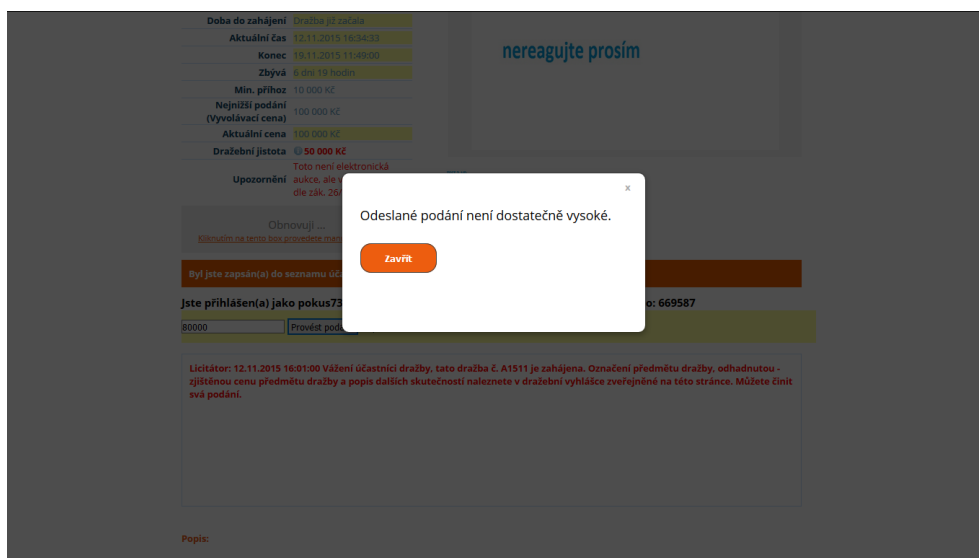 Doba do zahájení Dražba již začala
Aktuální čas 12.11.2015 16:34:33
nereagujte prosím
Konec 19.11.2015 11:49:00
Zbývá 6 dní 19 hodin
Min. příhoz 10 000 Kč
Nejnižší podání
(Vyvolávací cena) 100 000 Kč
Aktuální cena 100 000 Kč
Dražební jistota 50 000 Kč
Toto není elektronická
Upozornění aukce, ale
dle zák. 26/
x
Odeslané podání není dostatečně vysoké.
Zavřít
Obnovuji ...
Kliknutím na tento box provedete
Byl jste zapsán(a) do seznamu
Jste přihlášen(a) jako pokus73 o: 669587
80000 Provést
Licitátor: 12.11.2015 16:01:00 Vážení účastníci dražby, tato dražba č. A1511 je zahájena. Označení předmětu dražby, odhadnutou -
zjištěnou cenu předmětu dražby a popis dalších skutečností naleznete v dražební vyhlášce zveřejněné na této stránce. Můžete činit
svá podání.
Popis: